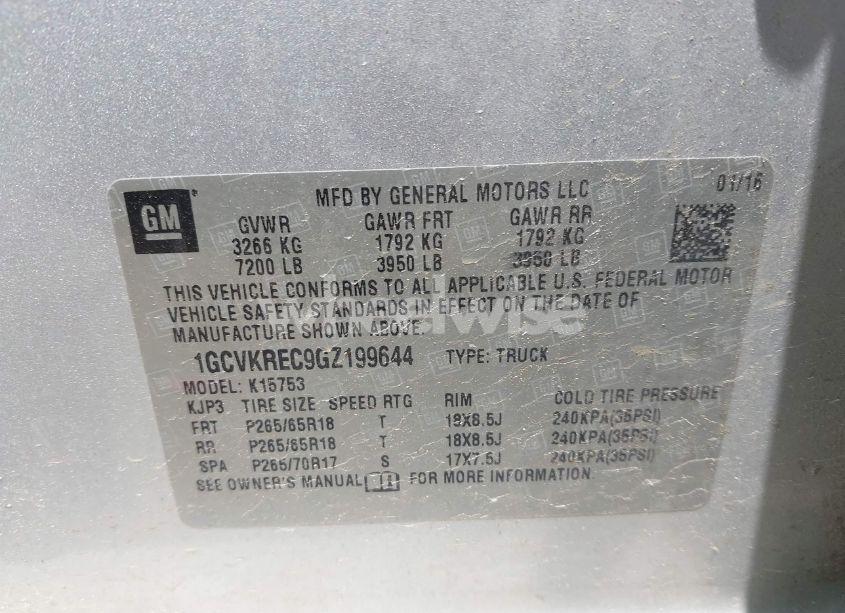 GM
MFD BY GENERAL MOTORS LLC 01/16
GVWR GAWR FRT GAWR RR
3266 KG 1792 KG 1792 KG
7200 LB 3950 LB 3950 LB
THIS VEHICLE CONFORMS TO ALL APPLICABLE U.S. FEDERAL MOTOR
VEHICLE SAFETY STANDARDS IN EFFECT ON THE DATE OF
MANUFACTURE SHOWN ABOVE.
1GCVKREC9GZ199644 TYPE: TRUCK
MODEL: K15753
KJP3 TIRE SIZE SPEED RTG RIM COLD TIRE PRESSURE
FRT P265/65R18 T 18X8.5J 240KPA(35PSI)
RR P265/65R18 T 18X8.5J 240KPA(35PSI)
SPA P265/70R17 S 17X7.5J 240KPA(35PSI)
SEE OWNER'S MANUAL FOR MORE INFORMATION.